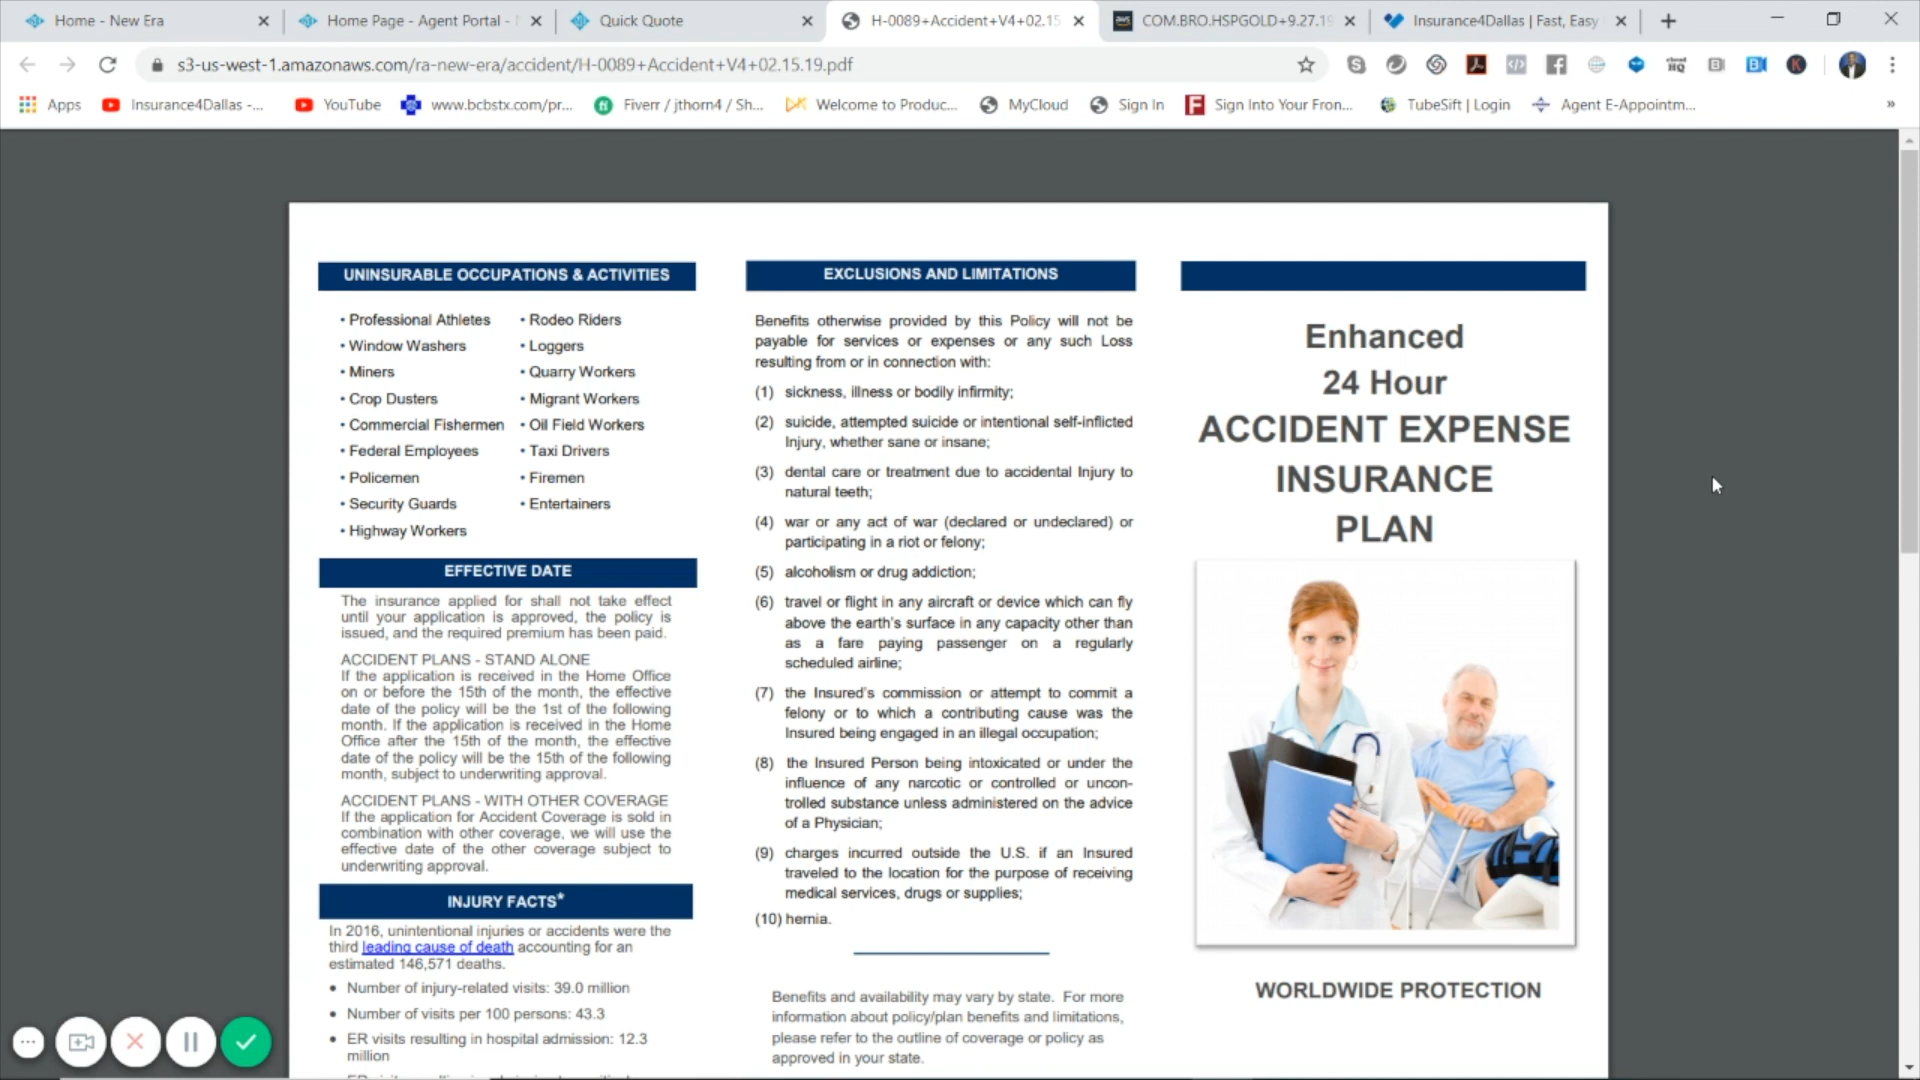 Home - New Era
Home Page - Agent Portal -
Quick Quote
H-0089+Accident+V4+02.15
COM.BRO.HSPGOLD+9.27.19
Insurance4Dallas | Fast, Easy
s3-us-west-1.amazonaws.com/ra-new-era/accident/H-0089+Accident+V4+02.15.19.pdf
Apps
Insurance4Dallas -...
YouTube
www.bcbstx.com/pr...
Fiverr / jthorn4 / Sh...
Welcome to Produc...
MyCloud
Sign In
Sign Into Your Fron...
TubeSift | Login
Agent E-Appointm...
»
UNINSURABLE OCCUPATIONS & ACTIVITIES
• Professional Athletes
• Window Washers
• Miners
• Crop Dusters
• Commercial Fishermen
• Federal Employees
• Policemen
• Security Guards
• Highway Workers
• Rodeo Riders
• Loggers
• Quarry Workers
• Migrant Workers
• Oil Field Workers
• Taxi Drivers
• Firemen
• Entertainers
EFFECTIVE DATE
The insurance applied for shall not take effect
until your application is approved, the policy is
issued, and the required premium has been paid.
ACCIDENT PLANS - STAND ALONE
If the application is received in the Home Office
on or before the 15th of the month, the effective
date of the policy will be the 1st of the following
month. If the application is received in the Home
Office after the 15th of the month, the effective
date of the policy will be the 15th of the following
month, subject to underwriting approval.
ACCIDENT PLANS - WITH OTHER COVERAGE
If the application for Accident Coverage is sold in
combination with other coverage, we will use the
effective date of the other coverage subject to
underwriting approval.
INJURY FACTS*
In 2016, unintentional injuries or accidents were the
third leading cause of death accounting for an
estimated 146,571 deaths.
• Number of injury-related visits: 39.0 million
• Number of visits per 100 persons: 43.3
• ER visits resulting in hospital admission: 12.3
million
EXCLUSIONS AND LIMITATIONS
Benefits otherwise provided by this Policy will not be
payable for services or expenses or any such Loss
resulting from or in connection with:
(1) sickness, illness or bodily infirmity;
(2) suicide, attempted suicide or intentional self-inflicted
Injury, whether sane or insane;
(3) dental care or treatment due to accidental Injury to
natural teeth;
(4) war or any act of war (declared or undeclared) or
participating in a riot or felony;
(5) alcoholism or drug addiction;
(6) travel or flight in any aircraft or device which can fly
above the earth's surface in any capacity other than
as a fare paying passenger on a regularly
scheduled airline;
(7) the Insured's commission or attempt to commit a
felony or to which a contributing cause was the
Insured being engaged in an illegal occupation;
(8) the Insured Person being intoxicated or under the
influence of any narcotic or controlled or uncon-
trolled substance unless administered on the advice
of a Physician;
(9) charges incurred outside the U.S. if an Insured
traveled to the location for the purpose of receiving
medical services, drugs or supplies;
(10) hernia.
Benefits and availability may vary by state. For more
information about policy/plan benefits and limitations,
please refer to the outline of coverage or policy as
approved in your state.
Enhanced
24 Hour
ACCIDENT EXPENSE
INSURANCE
PLAN
WORLDWIDE PROTECTION